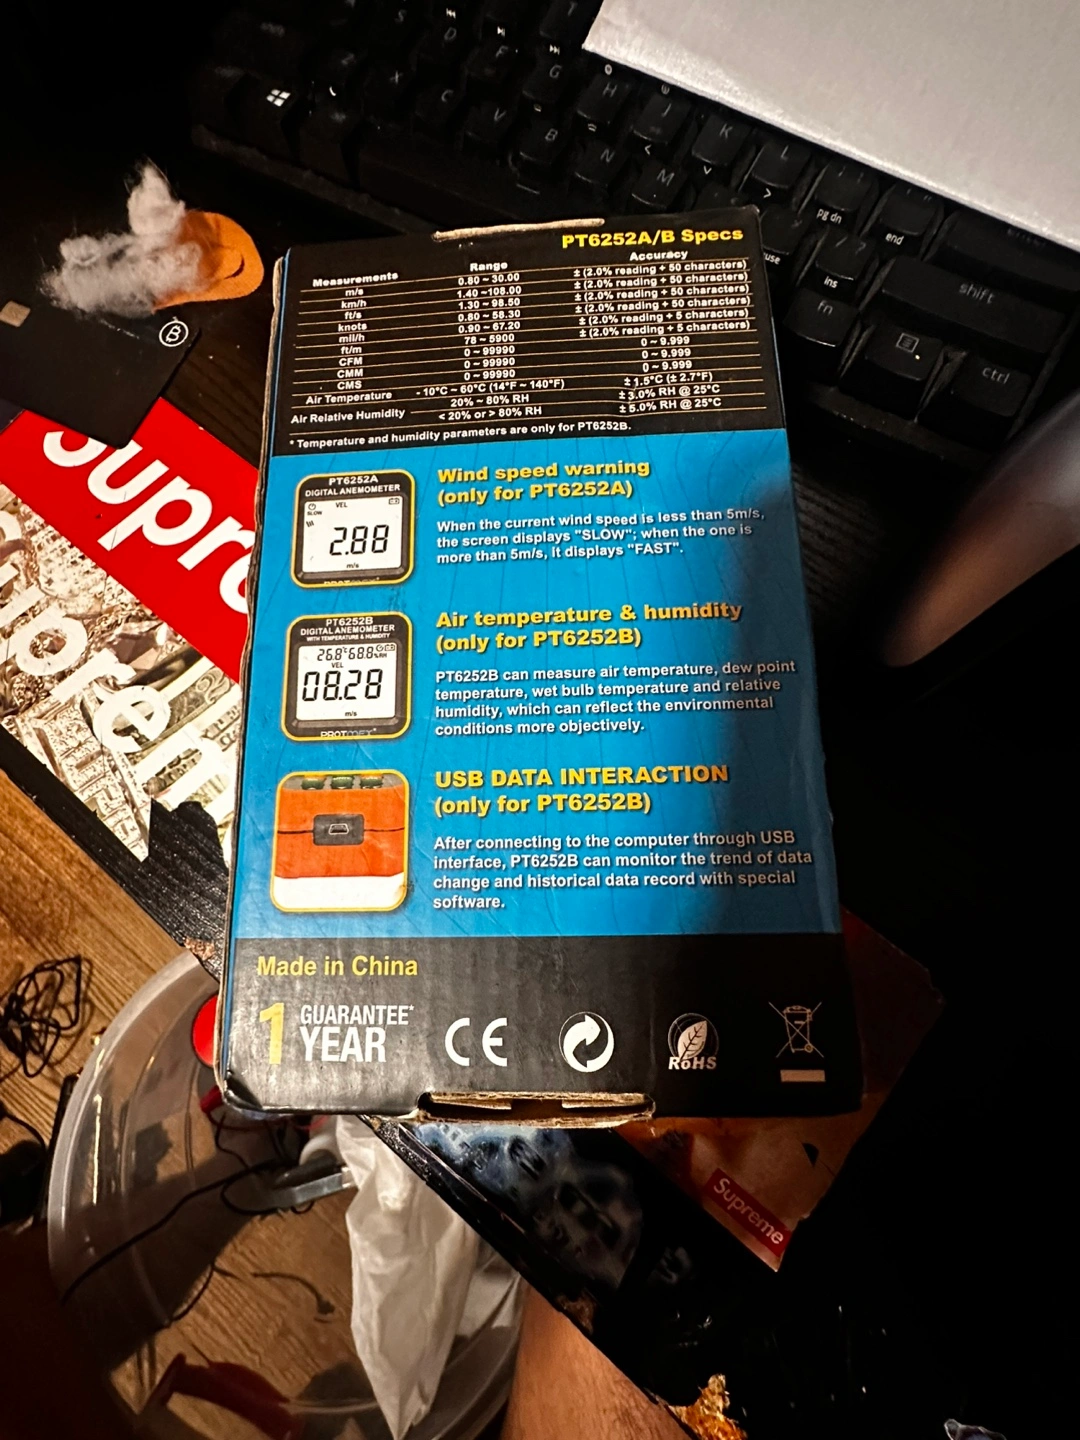 PT6252A/B Specs
Measurements Range Accuracy
m/s 0.80 ~ 30.00 ± (2.0% reading + 50 characters)
km/h 1.40 ~108.00 ± (2.0% reading + 50 characters)
ft/s 1.30 ~ 98.50 ± (2.0% reading + 50 characters)
knots 0.80 ~ 58.30 ± (2.0% reading + 50 characters)
mil/h 0.90 ~ 67.20 ± (2.0% reading + 5 characters)
ft/m 78 ~ 5900 ± (2.0% reading + 5 characters)
CFM 0 ~ 99990 0 ~ 9.999
CMM 0 ~ 99990 0 ~ 9.999
CMS 0 ~ 99990 0 ~ 9.999
Air Temperature - 10°C ~ 60°C (14°F ~ 140°F) ± 1.5°C (± 2.7°F)
Air Relative Humidity 20% ~ 80% RH ± 3.0% RH @ 25°C
< 20% or > 80% RH ± 5.0% RH @ 25°C
* Temperature and humidity parameters are only for PT6252B.
PT6252A
DIGITAL ANEMOMETER
VEL
SLOW
2.88
m/s
Wind speed warning
(only for PT6252A)
When the current wind speed is less than 5m/s,
the screen displays "SLOW"; when the one is
more than 5m/s, it displays "FAST".
PT6252B
DIGITAL ANEMOMETER
WITH TEMPERATURE & HUMIDITY
26.8°C 68.8%RH
VEL
08.28
m/s
PROTMEX
Air temperature & humidity
(only for PT6252B)
PT6252B can measure air temperature, dew point
temperature, wet bulb temperature and relative
humidity, which can reflect the environmental
conditions more objectively.
USB DATA INTERACTION
(only for PT6252B)
After connecting to the computer through USB
interface, PT6252B can monitor the trend of data
change and historical data record with special
software.
Made in China
1 GUARANTEE*
YEAR
CE
RoHS
Supre
Supreme
S
T
D
F
G
H
J
K
L
Z
X
C
V
B
N
M
pg dn
end
ins
fn
shift
ctrl